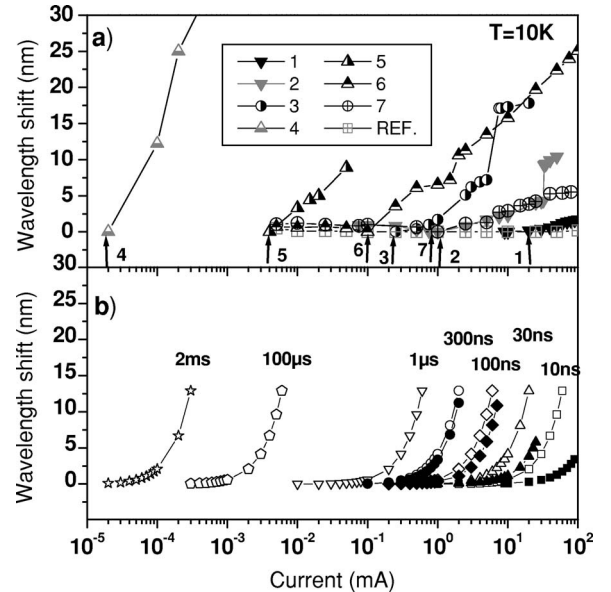 a)
T=10K
1
2
3
4
5
6
7
REF.
Wavelength shift (nm)
30
25
20
15
10
5
0
4
5
6
3
7
2
1
b)
2ms
100µs
1µs
300ns
100ns
30ns
10ns
Wavelength shift (nm)
30
25
20
15
10
5
0
10⁻⁵
10⁻⁴
10⁻³
10⁻²
10⁻¹
10⁰
10¹
10²
Current (mA)